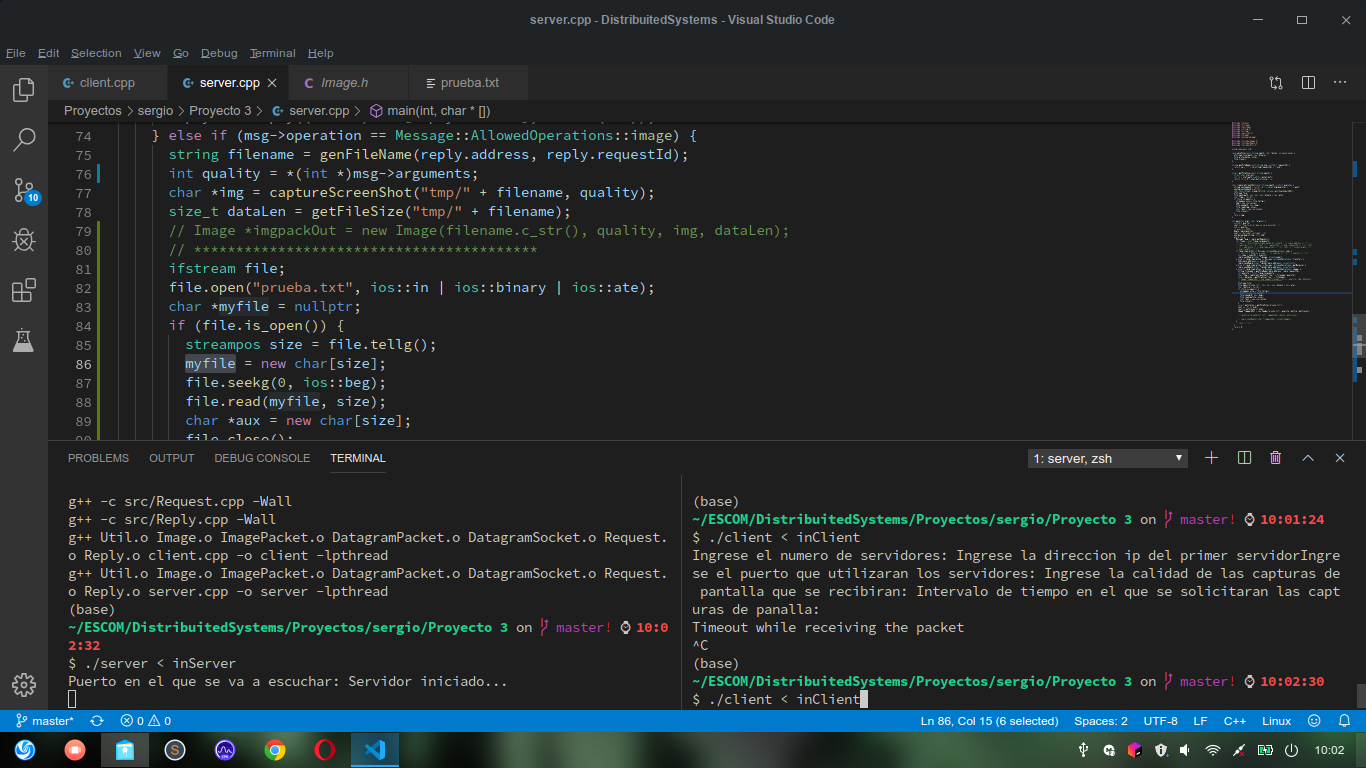 server.cpp - DistribuitedSystems - Visual Studio Code
File Edit Selection View Go Debug Terminal Help
client.cpp server.cpp Image.h prueba.txt
Proyectos > sergio > Proyecto 3 > server.cpp > main(int, char * [])
74 } else if (msg->operation == Message::AllowedOperations::image) {
75 string filename = genFileName(reply.address, reply.requestId);
76 int quality = *(int *)msg->arguments;
77 char *img = captureScreenShot("tmp/" + filename, quality);
78 size_t dataLen = getFileSize("tmp/" + filename);
79 // Image *imgpackOut = new Image(filename.c_str(), quality, img, dataLen);
80 // *****************************************
81 ifstream file;
82 file.open("prueba.txt", ios::in | ios::binary | ios::ate);
83 char *myfile = nullptr;
84 if (file.is_open()) {
85 streampos size = file.tellg();
86 myfile = new char[size];
87 file.seekg(0, ios::beg);
88 file.read(myfile, size);
89 char *aux = new char[size];
90 file.close();
10
PROBLEMS OUTPUT DEBUG CONSOLE TERMINAL 1: server, zsh
g++ -c src/Request.cpp -Wall
g++ -c src/Reply.cpp -Wall
g++ Util.o Image.o ImagePacket.o DatagramPacket.o DatagramSocket.o Request.
o Reply.o client.cpp -o client -lpthread
g++ Util.o Image.o ImagePacket.o DatagramPacket.o DatagramSocket.o Request.
o Reply.o server.cpp -o server -lpthread
(base)
~/ESCOM/DistribuitedSystems/Proyectos/sergio/Proyecto 3 on master! 10:0
2:32
$ ./server < inServer
Puerto en el que se va a escuchar: Servidor iniciado...
(base)
~/ESCOM/DistribuitedSystems/Proyectos/sergio/Proyecto 3 on master! 10:01:24
$ ./client < inClient
Ingrese el numero de servidores: Ingrese la direccion ip del primer servidorIngre
se el puerto que utilizaran los servidores: Ingrese la calidad de las capturas de
pantalla que se recibiran: Intervalo de tiempo en el que se solicitaran las capt
uras de panalla:
Timeout while receiving the packet
^C
(base)
~/ESCOM/DistribuitedSystems/Proyectos/sergio/Proyecto 3 on master! 10:02:30
$ ./client < inClient
master* 0 0 Ln 86, Col 15 (6 selected) Spaces: 2 UTF-8 LF C++ Linux
10:02